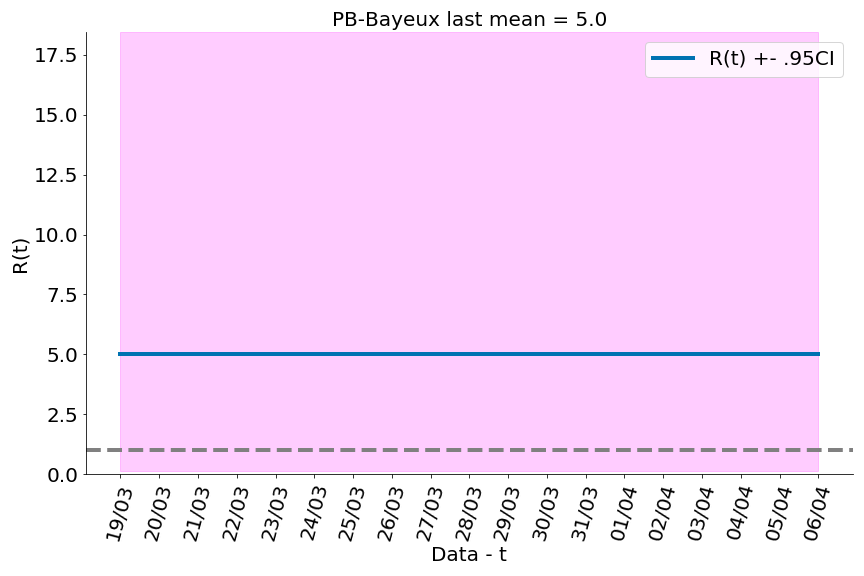 PB-Bayeux last mean = 5.0
R(t) +- .95CI
R(t)
17.5
15.0
12.5
10.0
7.5
5.0
2.5
0.0
19/03 20/03 21/03 22/03 23/03 24/03 25/03 26/03 27/03 28/03 29/03 30/03 31/03 01/04 02/04 03/04 04/04 05/04 06/04
Data - t